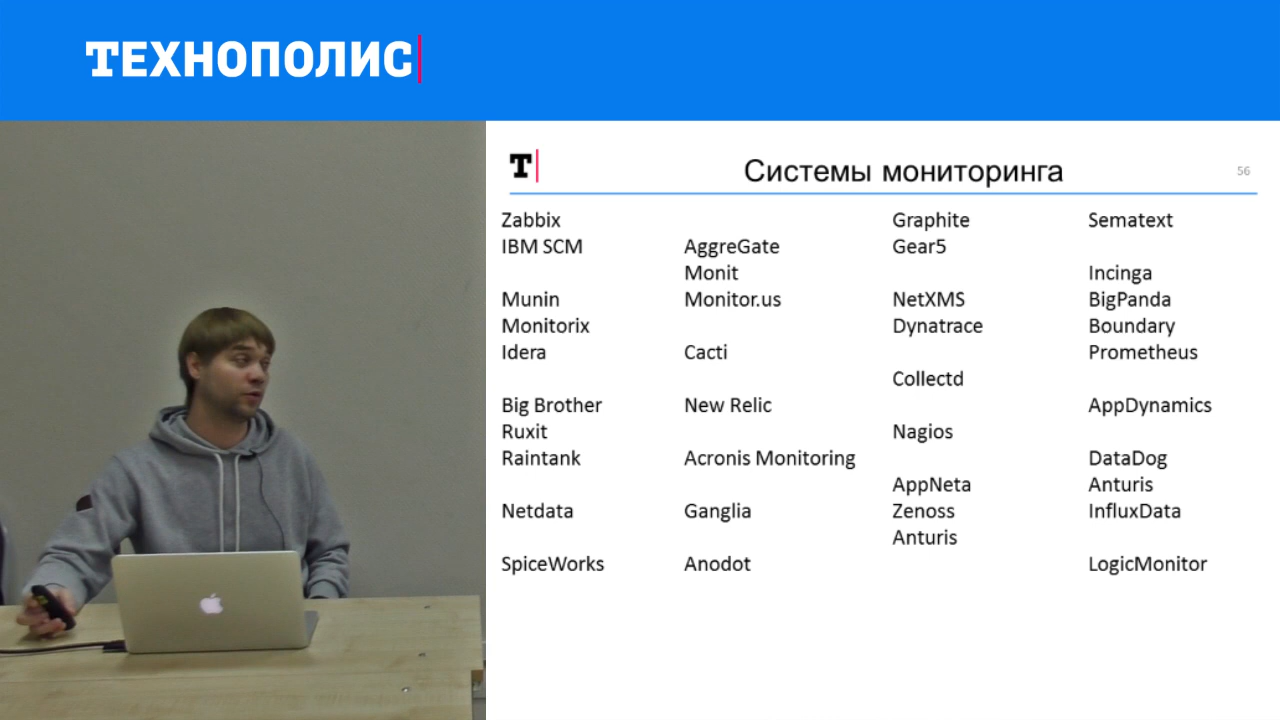 ТЕХНОПОЛИС
Т
Системы мониторинга
56
Zabbix
IBM SCM
Munin
Monitorix
Idera
Big Brother
Ruxit
Raintank
Netdata
SpiceWorks
AggreGate
Monit
Monitor.us
Cacti
New Relic
Acronis Monitoring
Ganglia
Anodot
Graphite
Gear5
NetXMS
Dynatrace
Collectd
Nagios
AppNeta
Zenoss
Anturis
Sematext
Incinga
BigPanda
Boundary
Prometheus
AppDynamics
DataDog
Anturis
InfluxData
LogicMonitor